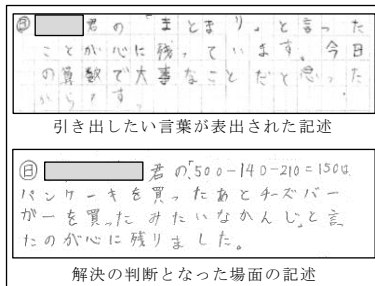 ㊐ 君の「まとまり」と言った
ことが心に残っています。今日
の算数で大事なことだと思った
からです。
引き出したい言葉が表出された記述
㊐ 君の「500-140-210=150は
パンケーキを買ったあとチーズバー
ガーを買ったみたいなかんじ」と言
たのが心に残りました。
解決の判断となった場面の記述